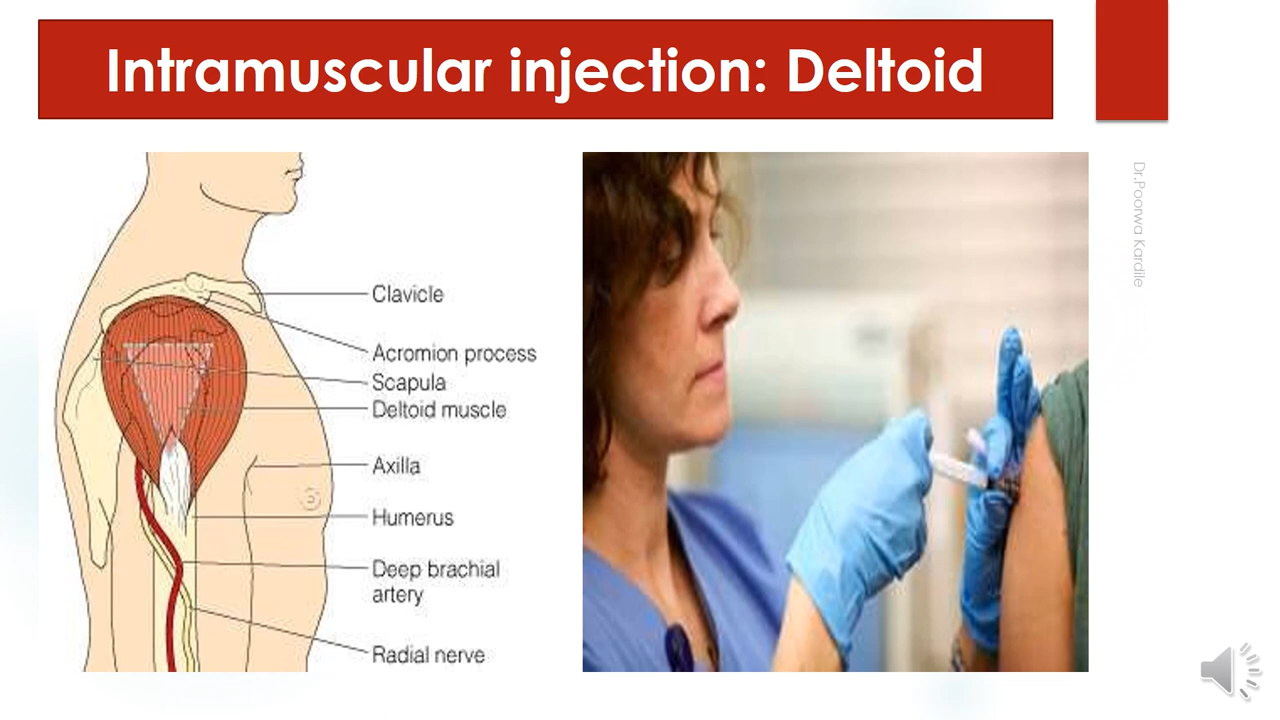 Intramuscular injection: Deltoid
Clavicle
Acromion process
Scapula
Deltoid muscle
Axilla
Humerus
Deep brachial
artery
Radial nerve
Dr.Poorwa Kardile